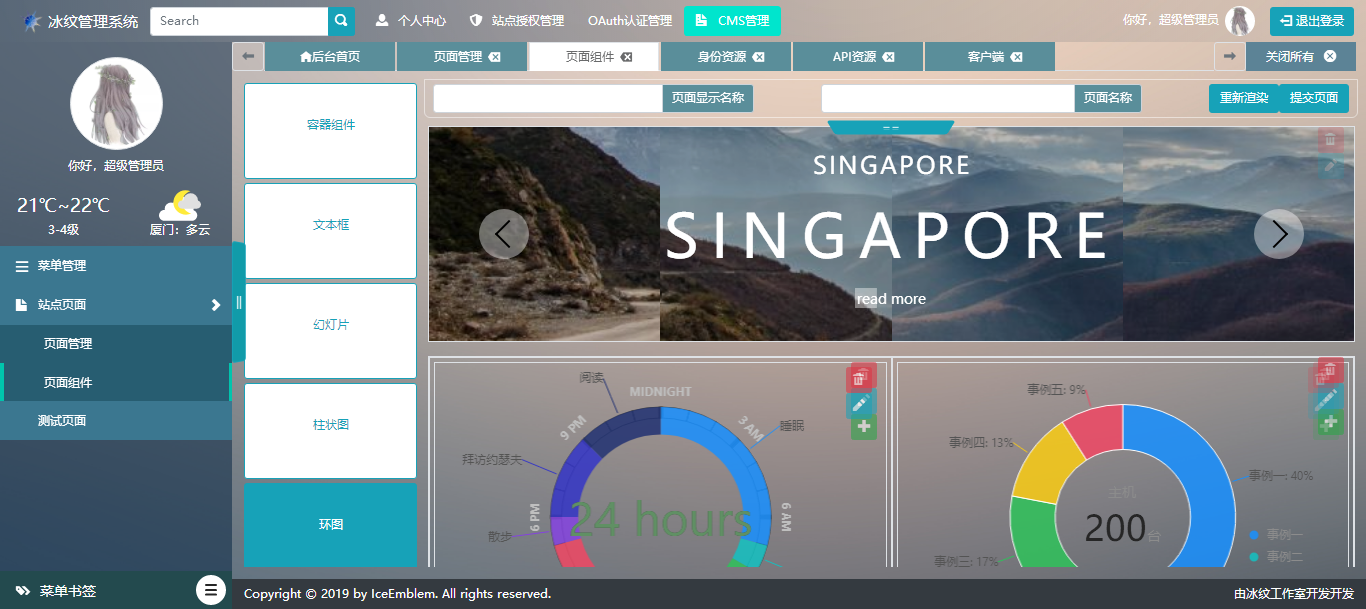 冰纹管理系统
Search
个人中心
站点授权管理
OAuth认证管理
CMS管理
你好，超级管理员
退出登录
后台首页
页面管理
页面组件
身份资源
API资源
客户端
关闭所有
你好，超级管理员
21℃~22℃
3-4级
厦门：多云
菜单管理
站点页面
页面管理
页面组件
测试页面
菜单书签
容器组件
文本框
幻灯片
柱状图
环图
页面显示名称
页面名称
重新渲染
提交页面
SINGAPORE
SINGAPORE
read more
阅读
MIDNIGHT
9 PM
3 AM
睡眠
拜访约瑟夫
24 hours
6 PM
6 AM
散步
事例五: 9%
事例四: 13%
事例一: 40%
主机
200台
事例三: 17%
事例一
事例二
Copyright © 2019 by IceEmblem. All rights reserved.
由冰纹工作室开发开发